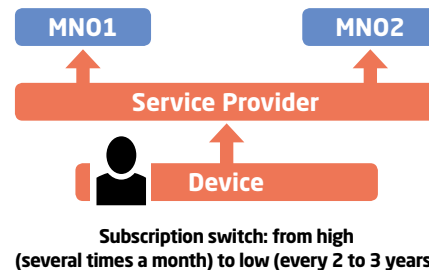 MNO1 MNO2
Service Provider
Device
Subscription switch: from high
(several times a month) to low (every 2 to 3 years